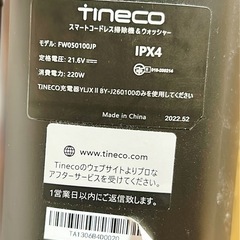 TINECO
スマートコードレス掃除機＆ウォッシャー
モデル: FW050100JP
IPX4
定格電圧: 21.6V
消費電力: 220W
TINECO充電器YLJX II BY-J260100のみを使用してください
Made in China
2022.52
www.tineco.com
Tinecoのウェブサイトよりプロな
アフターサービスを受けてください。
1営業日以内にご返信致します。